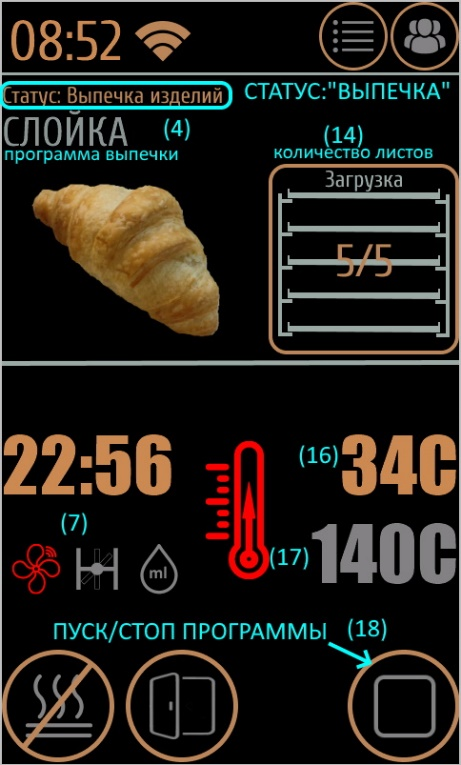 08:52
Статус: Выпечка изделий
СТАТУС:"ВЫПЕЧКА"
СЛОЙКА
(4)
(14)
программа выпечки
количество листов
Загрузка
5/5
22:56
(16)
34C
(7)
(17)
140C
ml
ПУСК/СТОП ПРОГРАММЫ
(18)